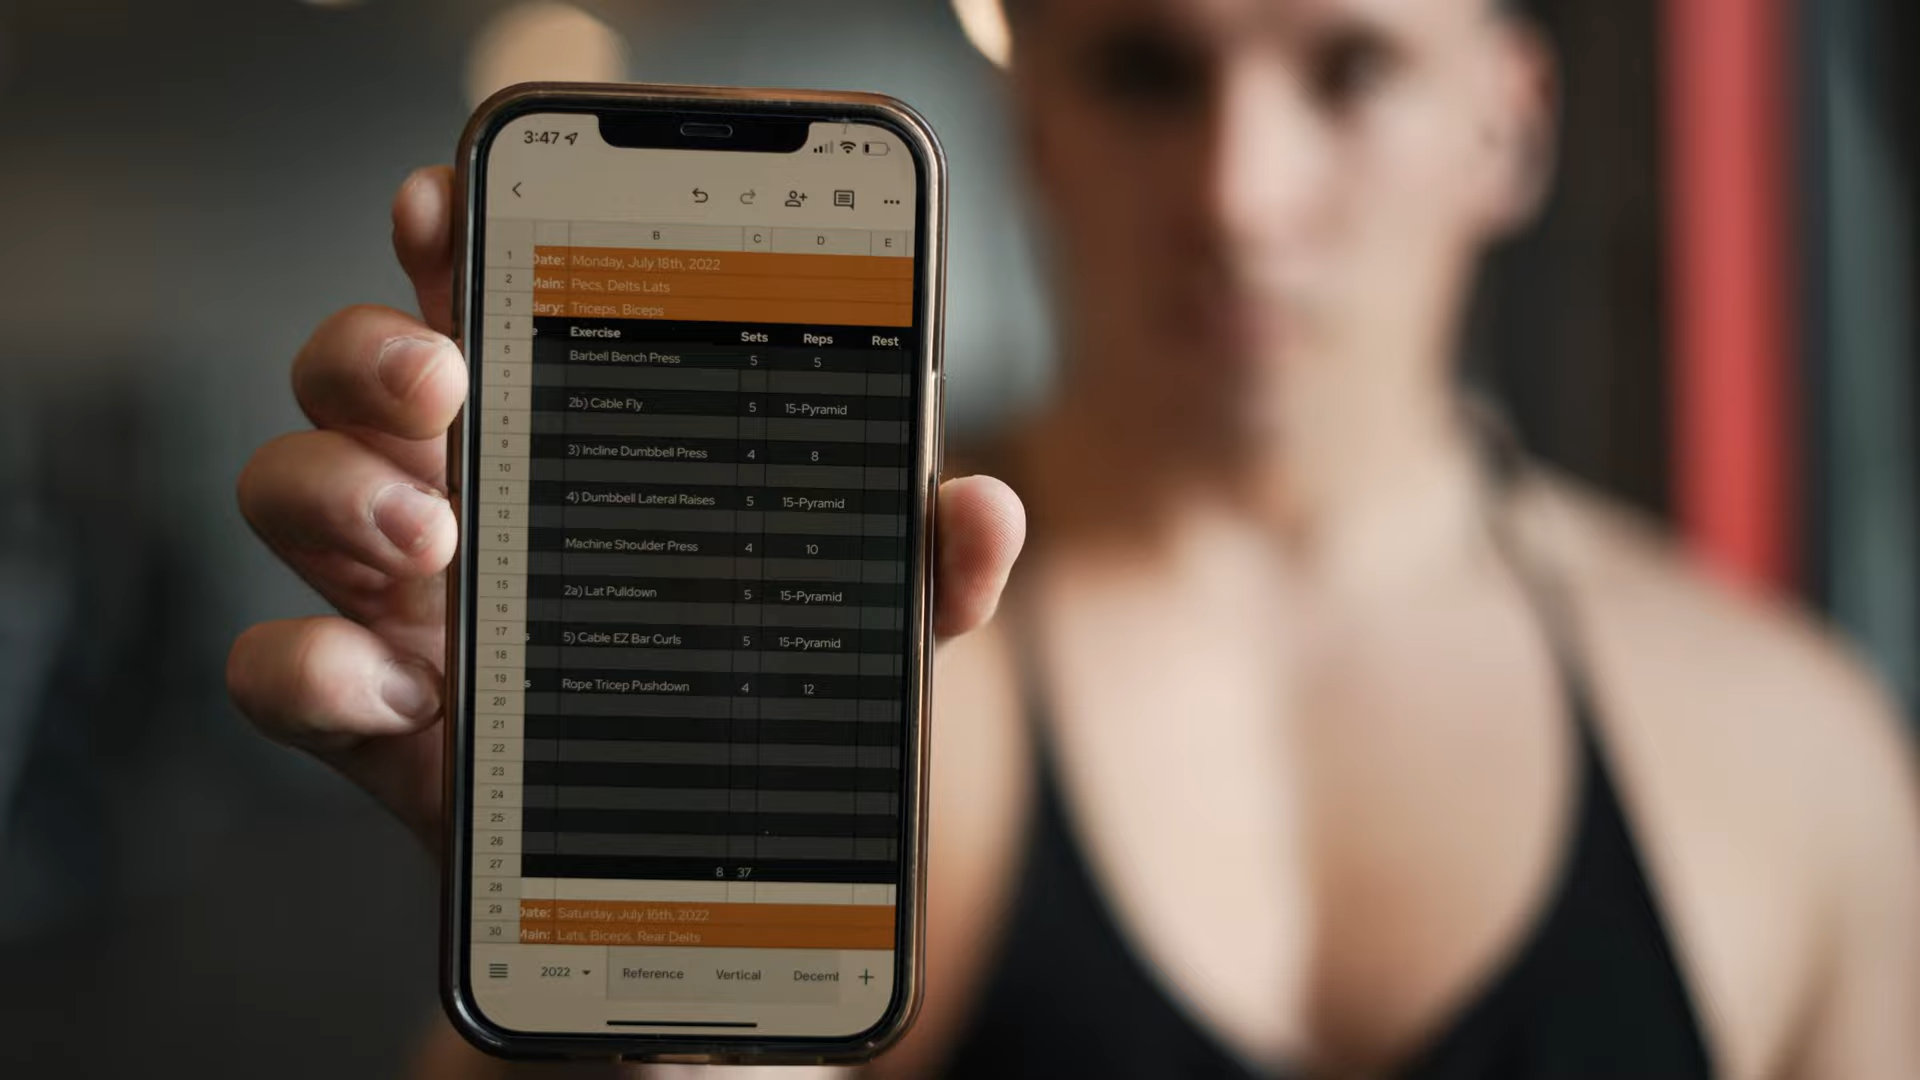 3:47
B C D E
1 Date: Monday, July 18th, 2022
2 Main: Pecs, Delts Lats
3 dary: Triceps, Biceps
4 e Exercise Sets Reps Rest
5 Barbell Bench Press 5 5
6
7 2b) Cable Fly 5 15-Pyramid
8
9 3) Incline Dumbbell Press 4 8
10
11 4) Dumbbell Lateral Raises 5 15-Pyramid
12
13 Machine Shoulder Press 4 10
14
15 2a) Lat Pulldown 5 15-Pyramid
16
17 s 5) Cable EZ Bar Curls 5 15-Pyramid
18
19 s Rope Tricep Pushdown 4 12
20
21
22
23
24
25
26
27 8 37
28
29 Date: Saturday, July 16th, 2022
30 Main: Lats, Biceps, Rear Delts
2022 Reference Vertical Decemb